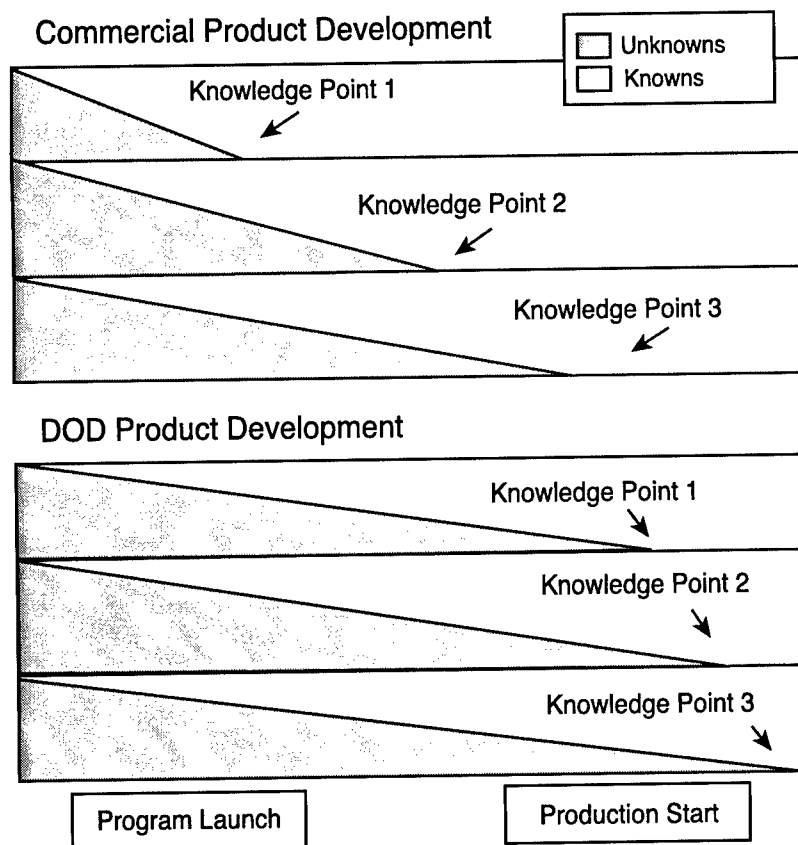 Commercial Product Development
Unknowns
Knowns
Knowledge Point 1
Knowledge Point 2
Knowledge Point 3
DOD Product Development
Knowledge Point 1
Knowledge Point 2
Knowledge Point 3
Program Launch
Production Start